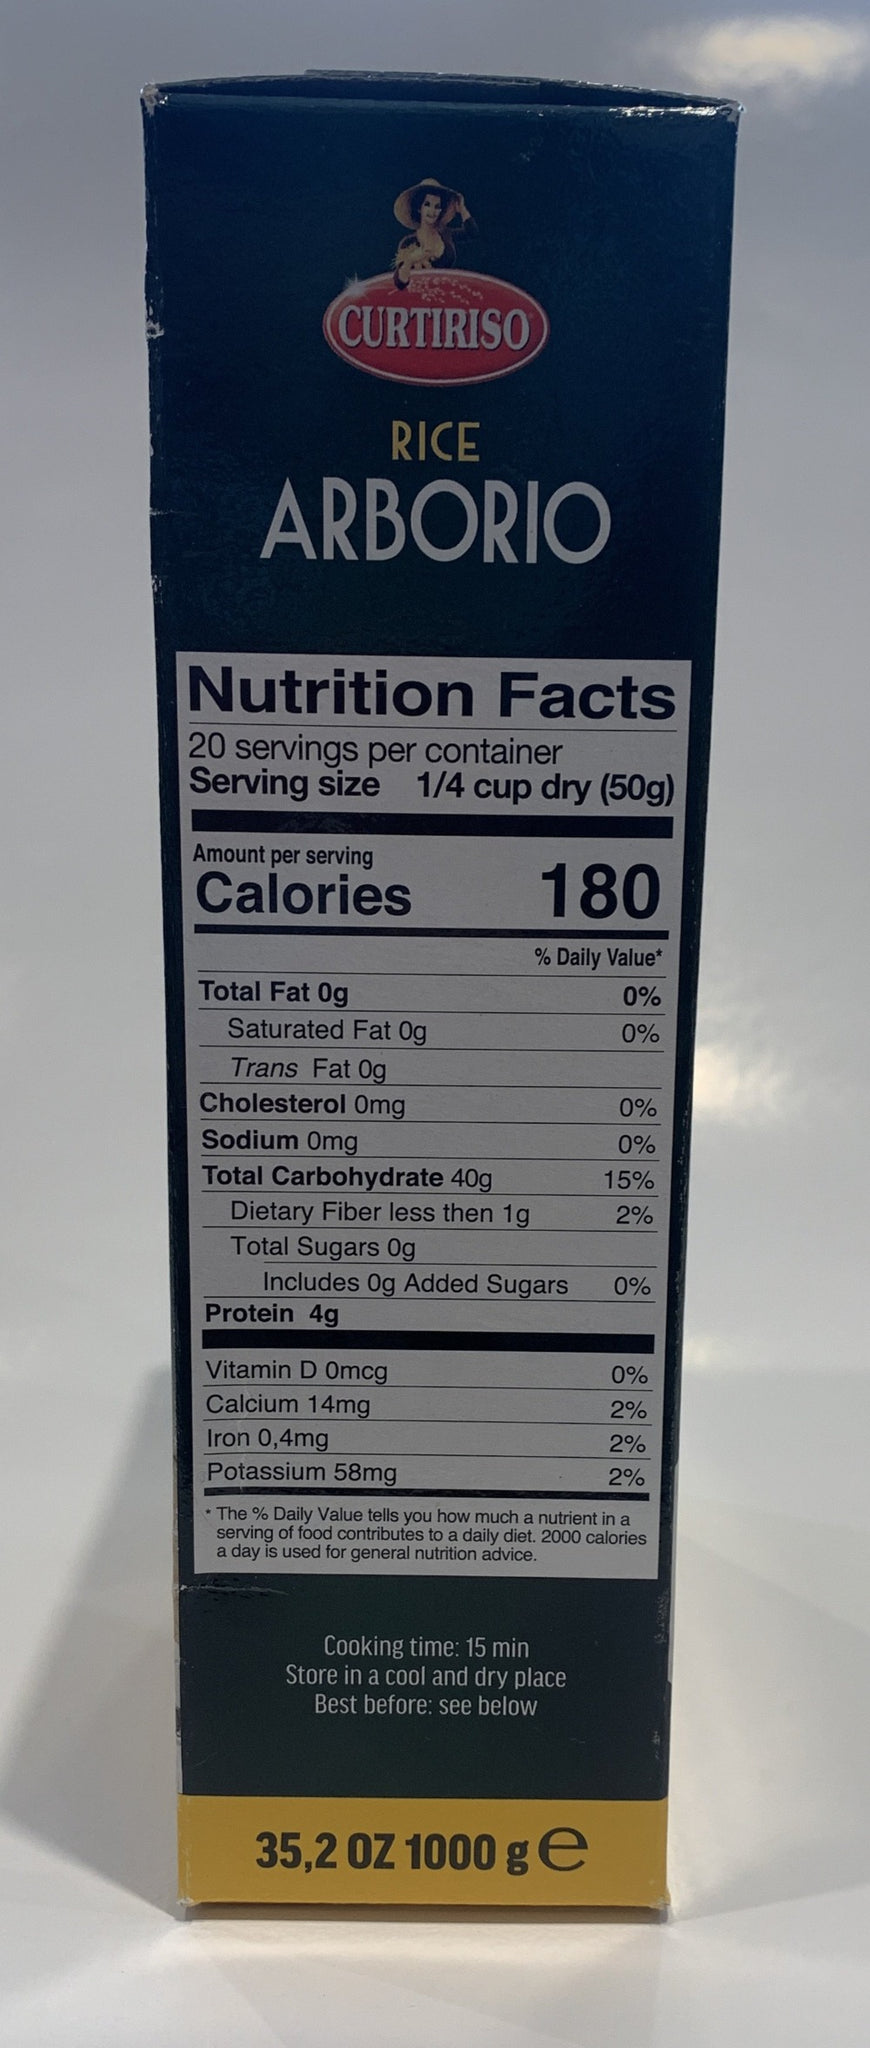 CURTIRISO
RICE
ARBORIO
Nutrition Facts
20 servings per container
Serving size 1/4 cup dry (50g)
Amount per serving
Calories 180
% Daily Value*
Total Fat 0g 0%
Saturated Fat 0g 0%
Trans Fat 0g
Cholesterol 0mg 0%
Sodium 0mg 0%
Total Carbohydrate 40g 15%
Dietary Fiber less then 1g 2%
Total Sugars 0g
Includes 0g Added Sugars 0%
Protein 4g
Vitamin D 0mcg 0%
Calcium 14mg 2%
Iron 0,4mg 2%
Potassium 58mg 2%
* The % Daily Value tells you how much a nutrient in a
serving of food contributes to a daily diet. 2000 calories
a day is used for general nutrition advice.
Cooking time: 15 min
Store in a cool and dry place
Best before: see below
35,2 OZ 1000 g ℮